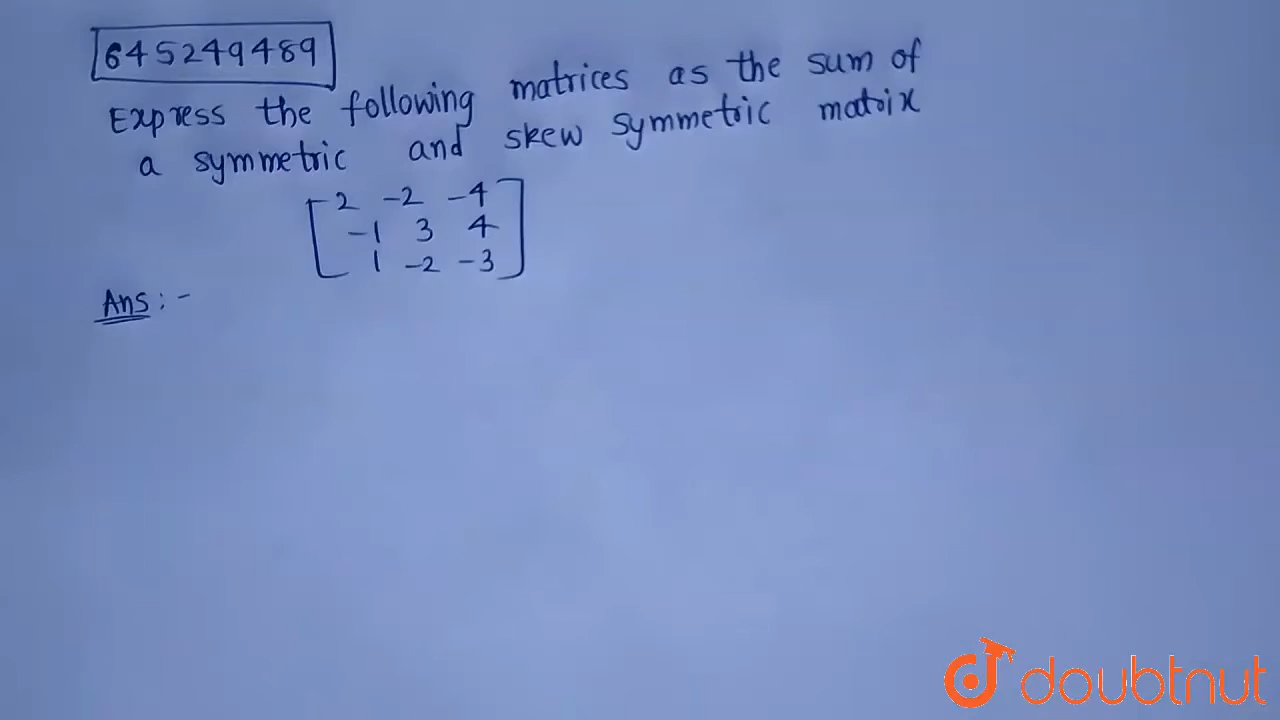 645249489
Express the following matrices as the sum of
a symmetric and skew symmetric matrix
2 -2 -4
-1 3 4
1 -2 -3
Ans:-
doubtnut